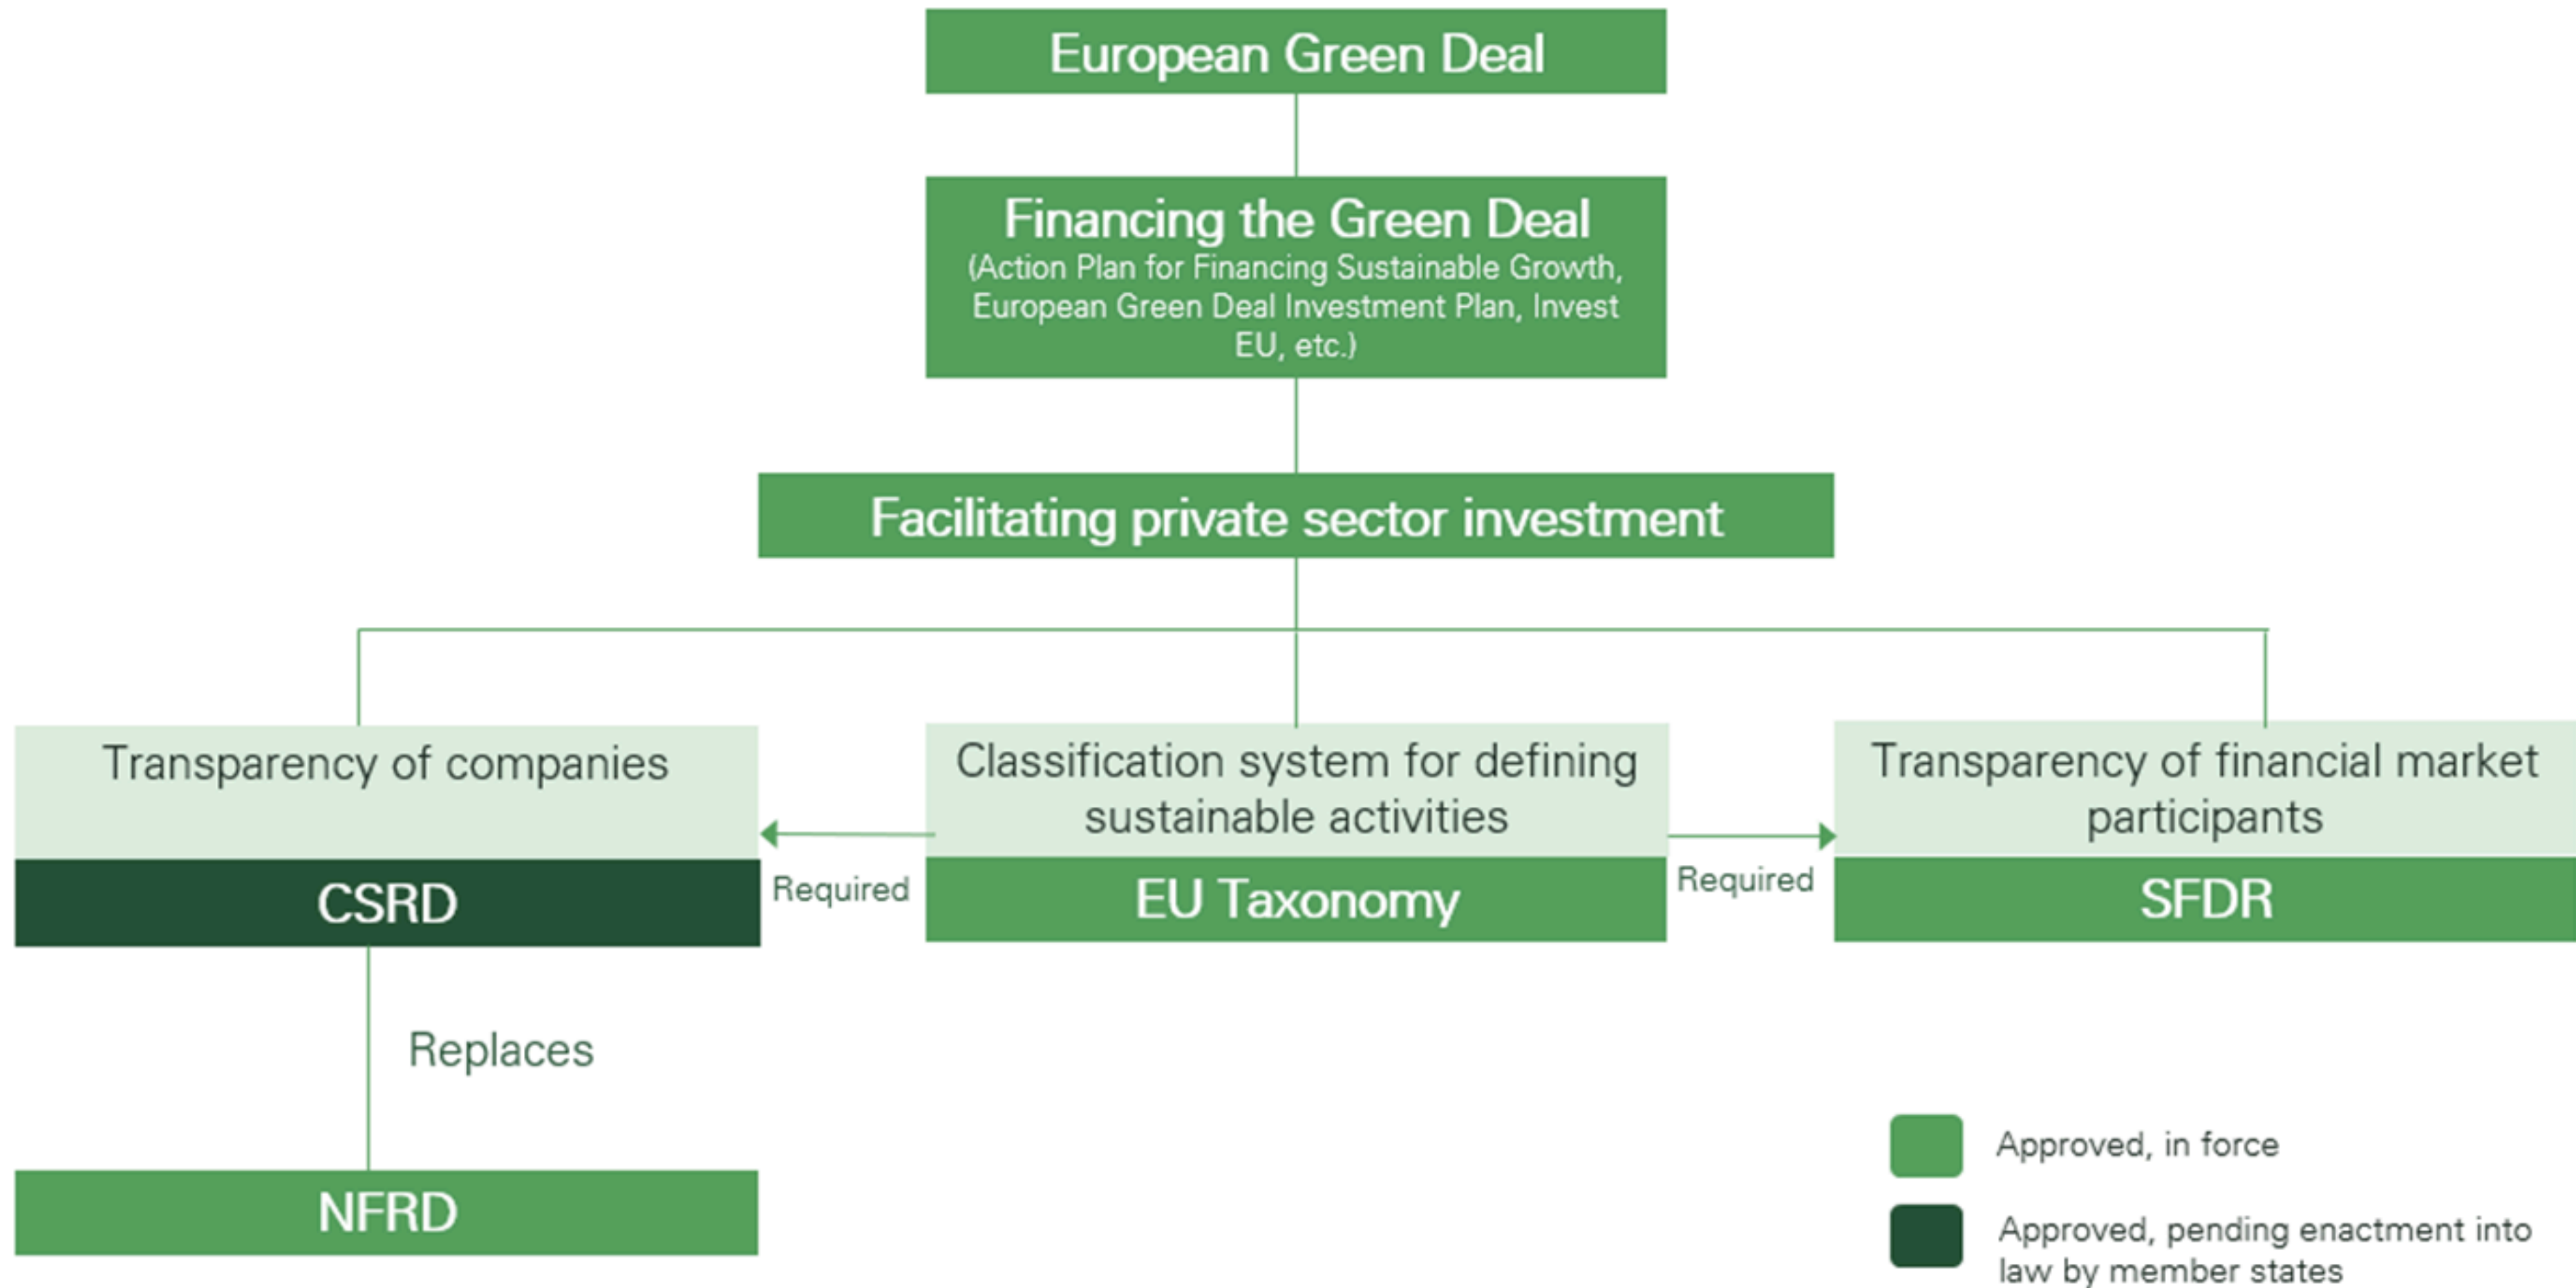 European Green Deal
Financing the Green Deal
(Action Plan for Financing Sustainable Growth,
European Green Deal Investment Plan, Invest
EU, etc.)
Facilitating private sector investment
Transparency of companies
CSRD
Required
Classification system for defining
sustainable activities
EU Taxonomy
Required
Transparency of financial market
participants
SFDR
Replaces
NFRD
Approved, in force
Approved, pending enactment into
law by member states